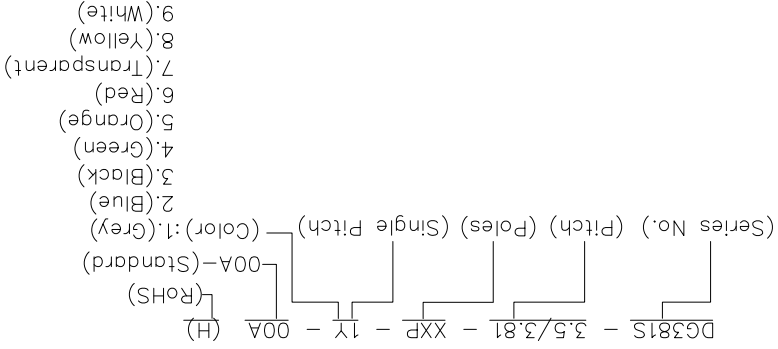 DG381S - 3.5/3.81 - XXP - 1Y - 00A (H)
(RoHS)
00A-(Standard)
(Series No.) (Pitch) (Poles) (Single Pitch) (Color):1.(Grey)
2.(Blue)
3.(Black)
4.(Green)
5.(Orange)
6.(Red)
7.(Transparent)
8.(Yellow)
9.(White)